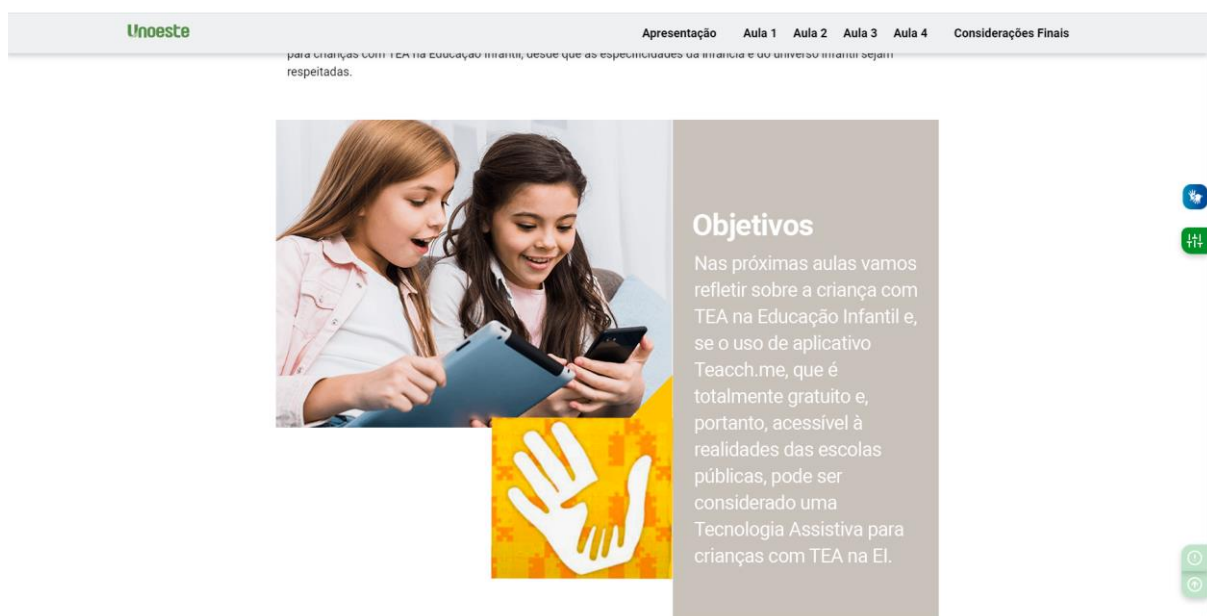 Unoeste
Apresentação Aula 1 Aula 2 Aula 3 Aula 4 Considerações Finais
para crianças com TEA na Educação Infantil, desde que as especificidades da infância e do universo infantil sejam
respeitadas.
Objetivos
Nas próximas aulas vamos
refletir sobre a criança com
TEA na Educação Infantil e,
se o uso de aplicativo
Teacch.me, que é
totalmente gratuito e,
portanto, acessível à
realidades das escolas
públicas, pode ser
considerado uma
Tecnologia Assistiva para
crianças com TEA na EI.